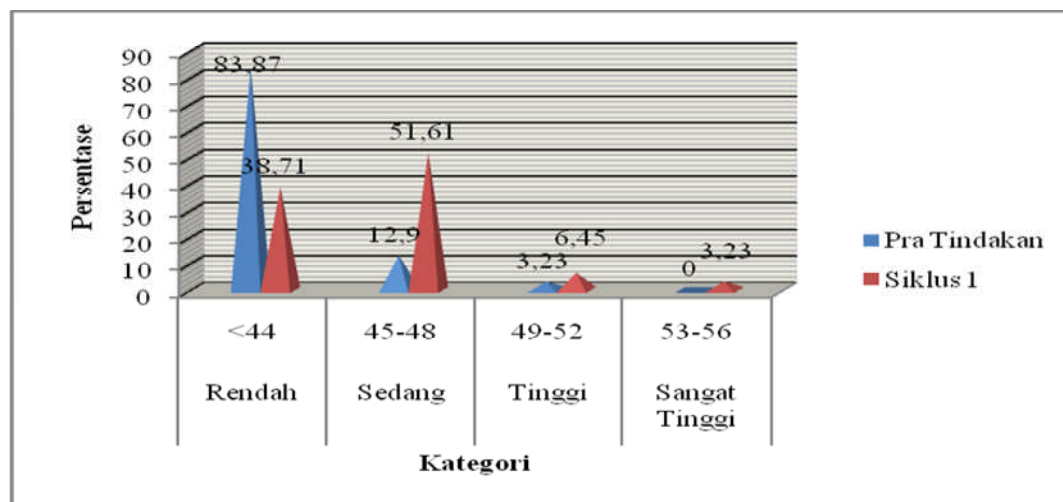 90
80
70
60
50
40
30
20
10
0
Persentase
83,87
38,71
12,9
51,61
3,23
6,45
0
3,23
<44
45-48
49-52
53-56
Rendah
Sedang
Tinggi
Sangat
Tinggi
Kategori
Pra Tindakan
Siklus 1